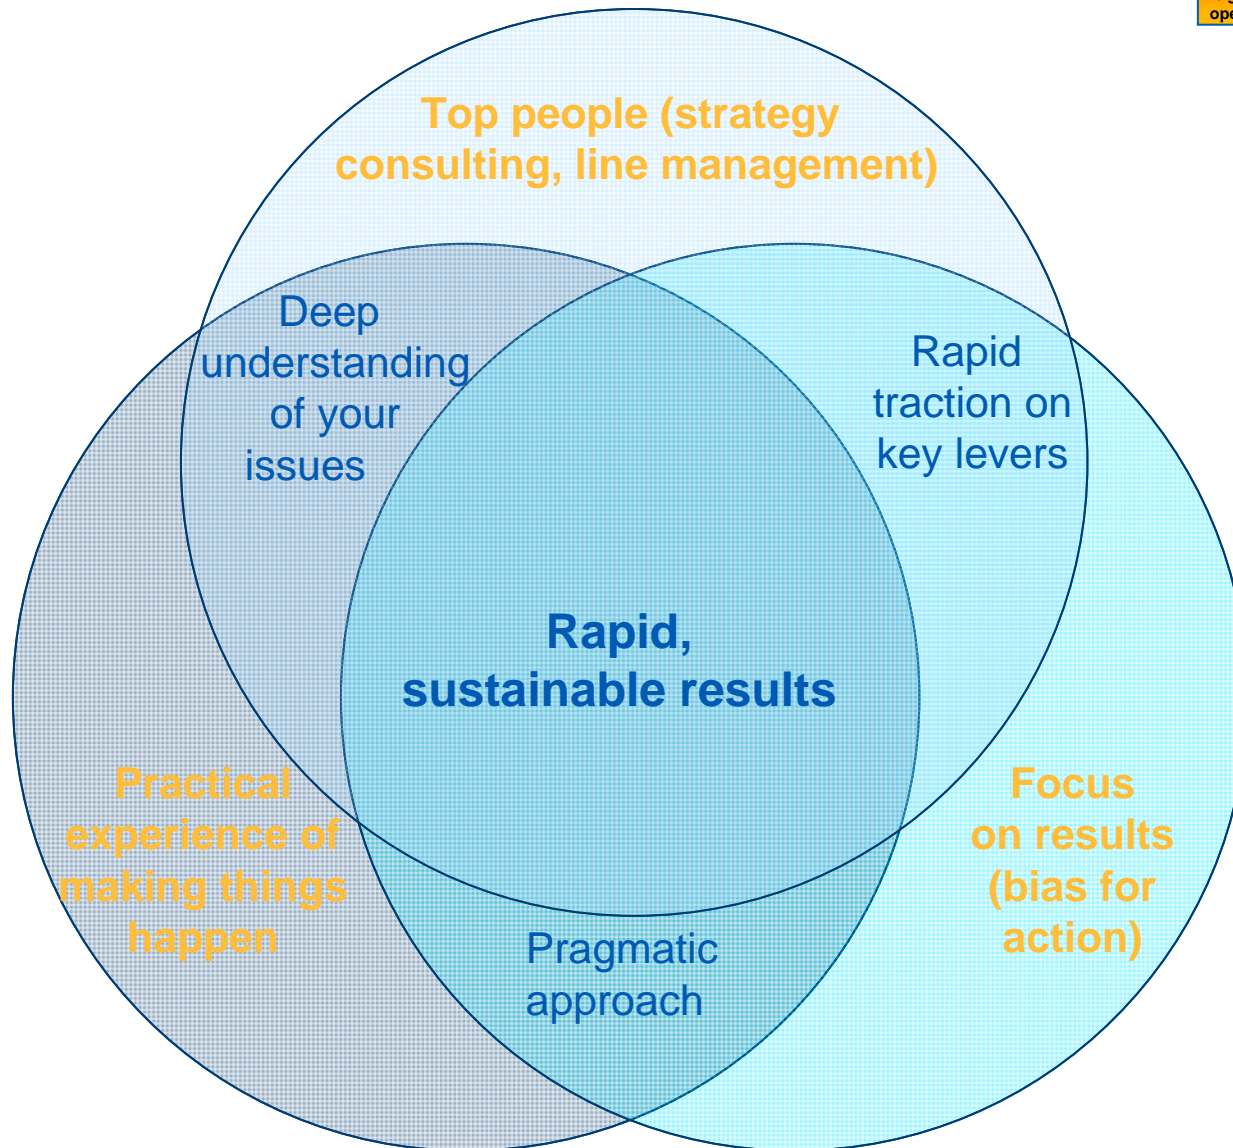 Top people (strategy
consulting, line management)
Deep
understanding
of your
issues
Rapid
traction on
key levers
Rapid,
sustainable results
Practical
experience of
making things
happen
Focus
on results
(bias for
action)
Pragmatic
approach